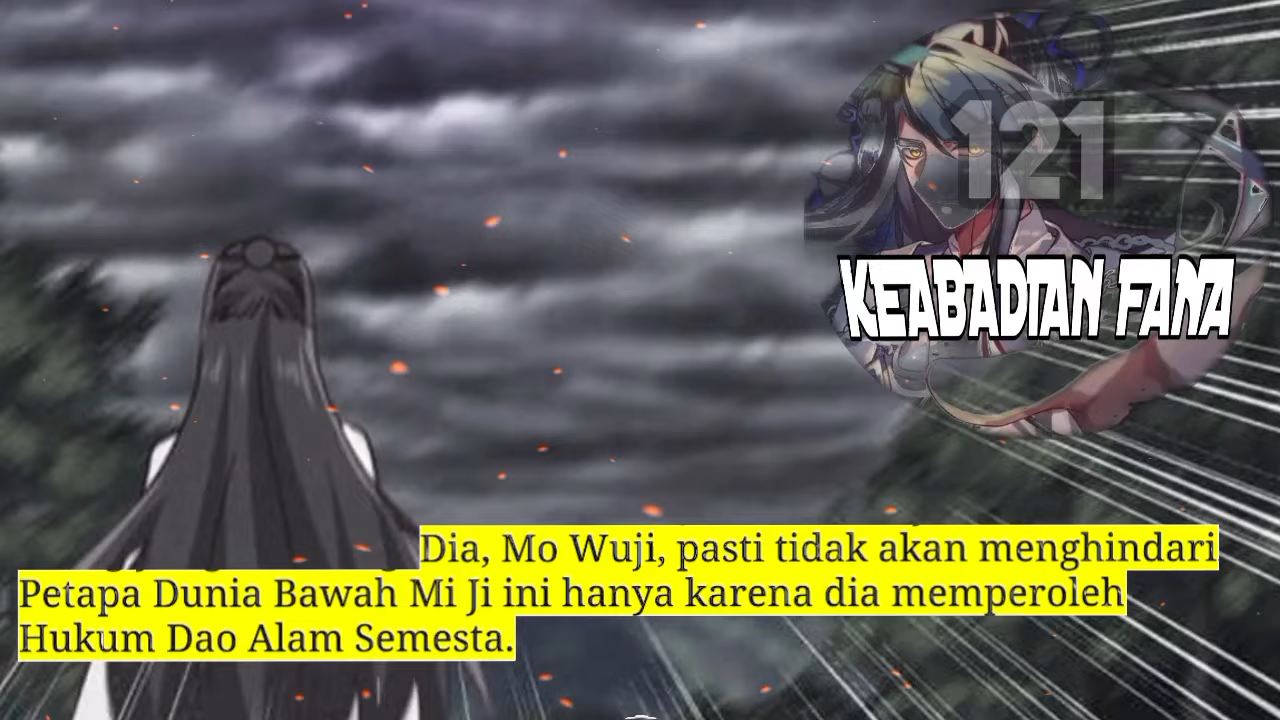 121
KEABADIAN FANA
Dia, Mo Wuji, pasti tidak akan menghindari
Petapa Dunia Bawah Mi Ji ini hanya karena dia memperoleh
Hukum Dao Alam Semesta.